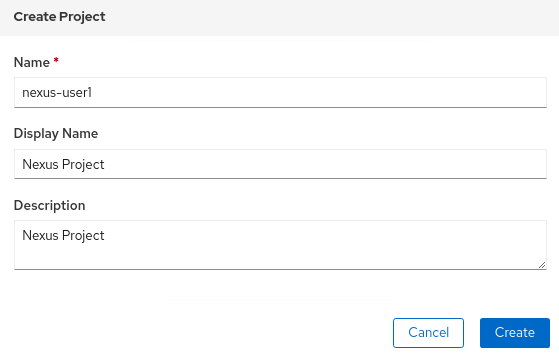 Create Project
Name *
nexus-user1
Display Name
Nexus Project
Description
Nexus Project
Cancel Create